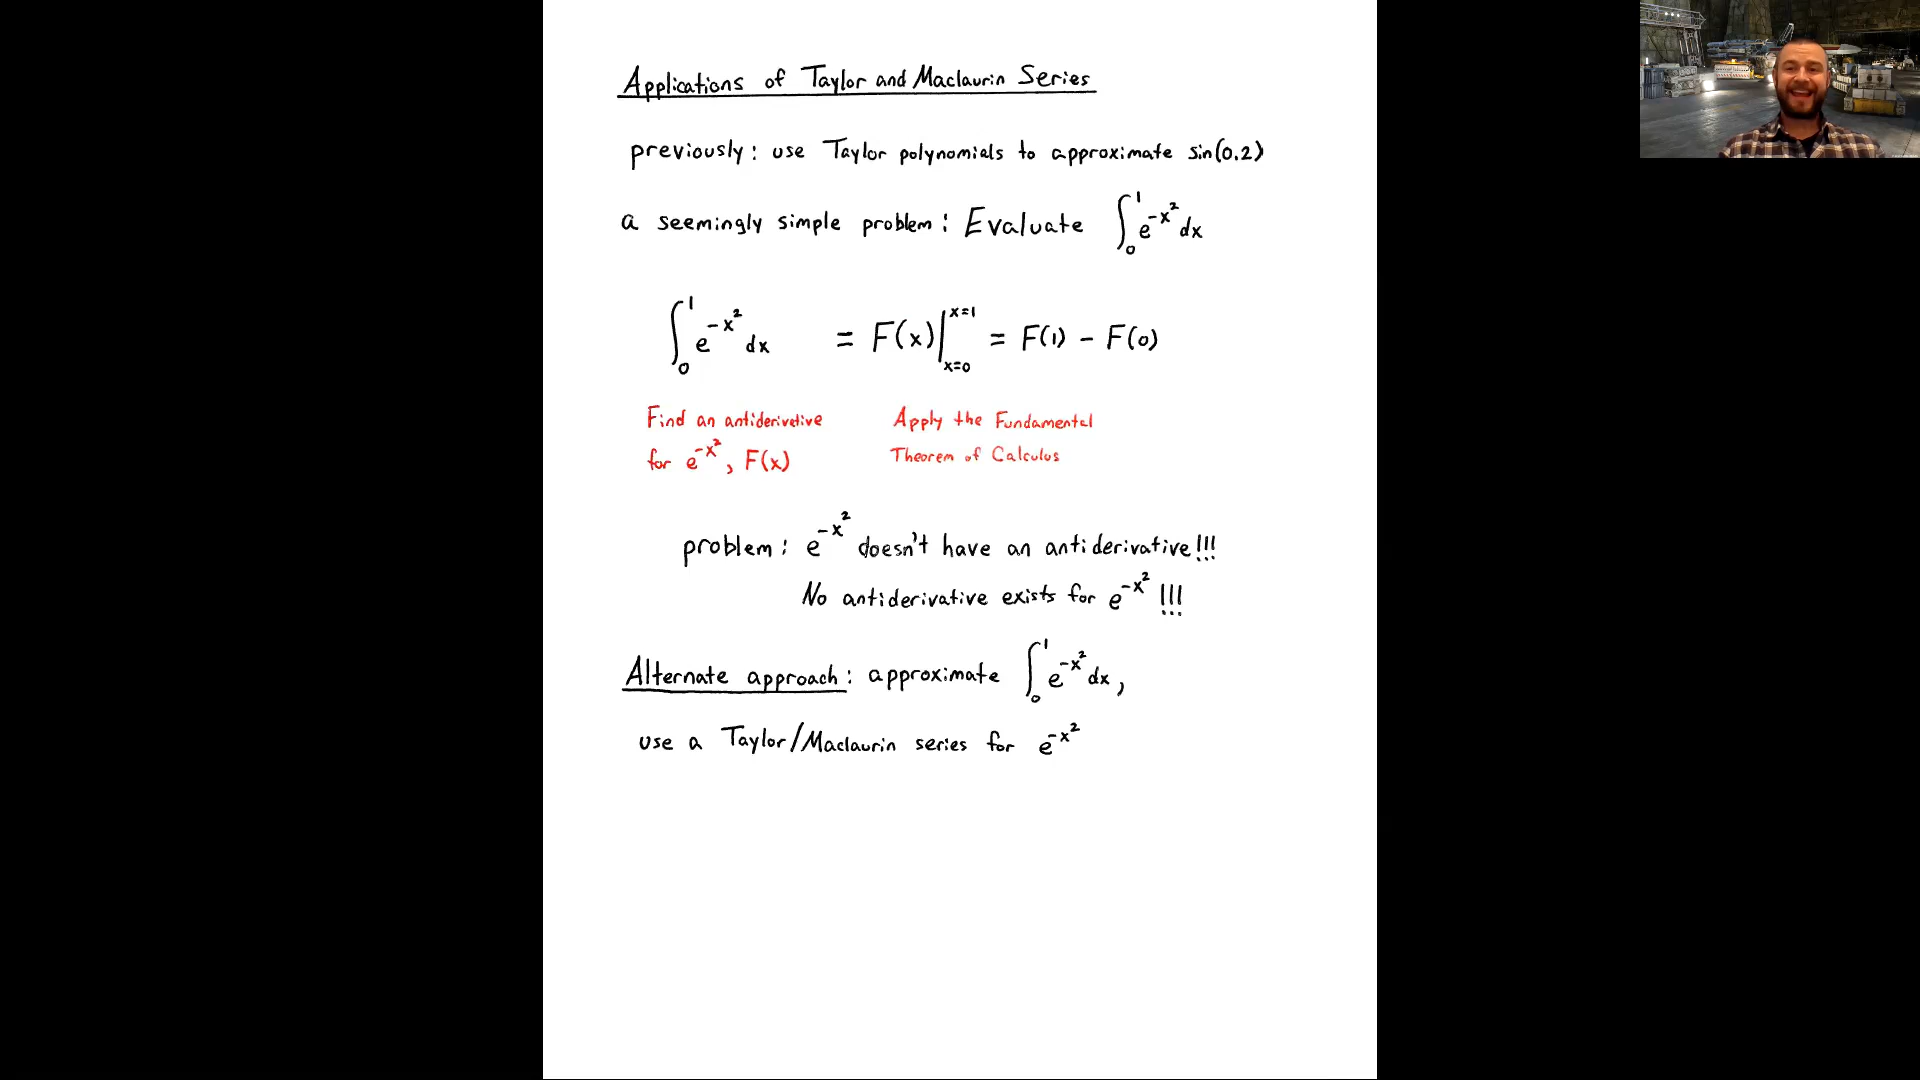 Applications of Taylor and Maclaurin Series
previously: use Taylor polynomials to approximate sin(0.2)
a seemingly simple problem: Evaluate ∫₀¹ e^{-x²} dx
∫₀¹ e^{-x²} dx = F(x)|_{x=0}^{x=1} = F(1) - F(0)
Find an antiderivative
for e^{-x²}, F(x)
Apply the Fundamental
Theorem of Calculus
problem: e^{-x²} doesn't have an antiderivative!!!
No antiderivative exists for e^{-x²} !!!
Alternate approach: approximate ∫₀¹ e^{-x²} dx,
use a Taylor/Maclaurin series for e^{-x²}